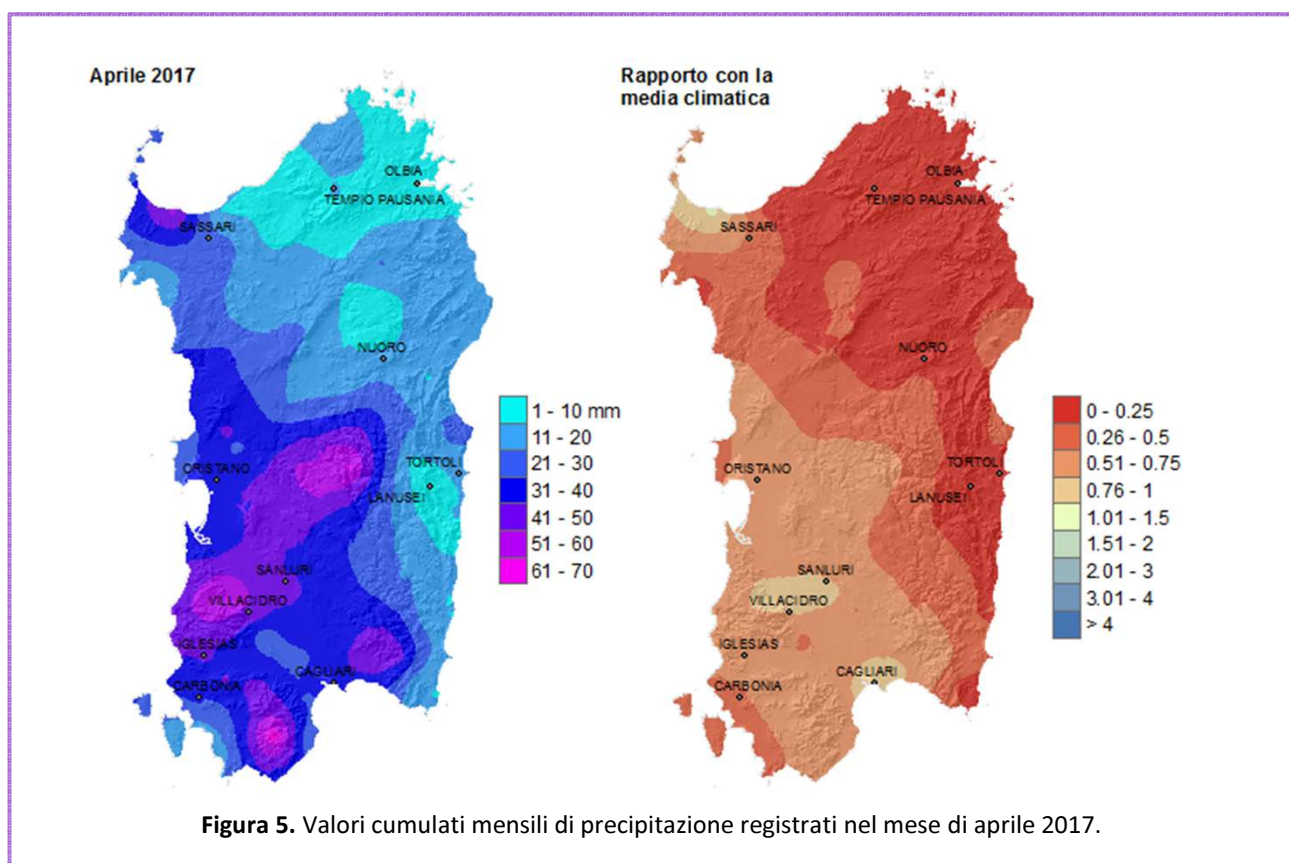 Aprile 2017
OLBIA
TEMPIO PAUSANIA
SASSARI
NUORO
ORISTANO
TORTOLI
LANUSEI
SANLURI
VILLACIDRO
IGLESIAS
CAGLIARI
CARBONIA
1 - 10 mm
11 - 20
21 - 30
31 - 40
41 - 50
51 - 60
61 - 70
Rapporto con la
media climatica
OLBIA
TEMPIO PAUSANIA
SASSARI
NUORO
ORISTANO
TORTOLI
LANUSEI
SANLURI
VILLACIDRO
IGLESIAS
CAGLIARI
CARBONIA
0 - 0.25
0.26 - 0.5
0.51 - 0.75
0.76 - 1
1.01 - 1.5
1.51 - 2
2.01 - 3
3.01 - 4
> 4
Figura 5. Valori cumulati mensili di precipitazione registrati nel mese di aprile 2017.